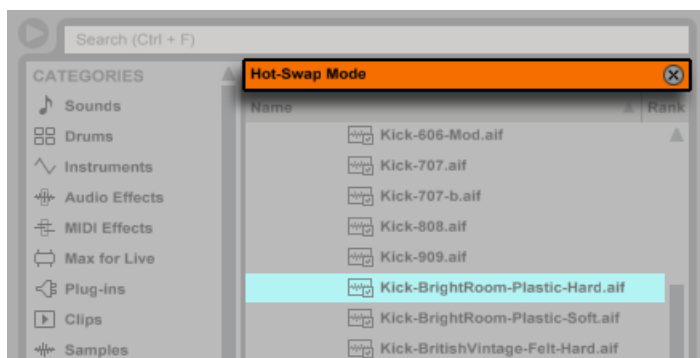 Search (Ctrl + F)
CATEGORIES
Sounds
Drums
Instruments
Audio Effects
MIDI Effects
Max for Live
Plug-ins
Clips
Samples
Hot-Swap Mode
Name Rank
Kick-606-Mod.aif
Kick-707.aif
Kick-707-b.aif
Kick-808.aif
Kick-909.aif
Kick-BrightRoom-Plastic-Hard.aif
Kick-BrightRoom-Plastic-Soft.aif
Kick-BritishVintage-Felt-Hard.aif